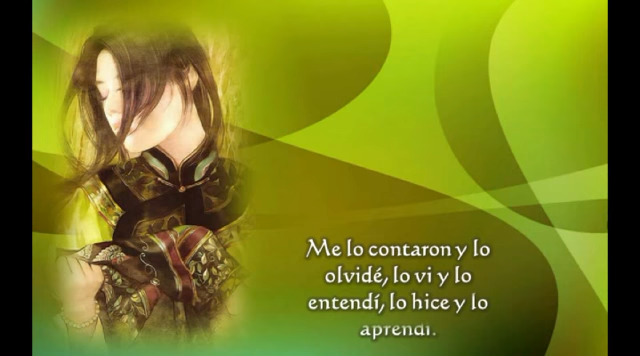 Me lo contaron y lo
olvidé, lo vi y lo
entendí, lo hice y lo
aprendí.